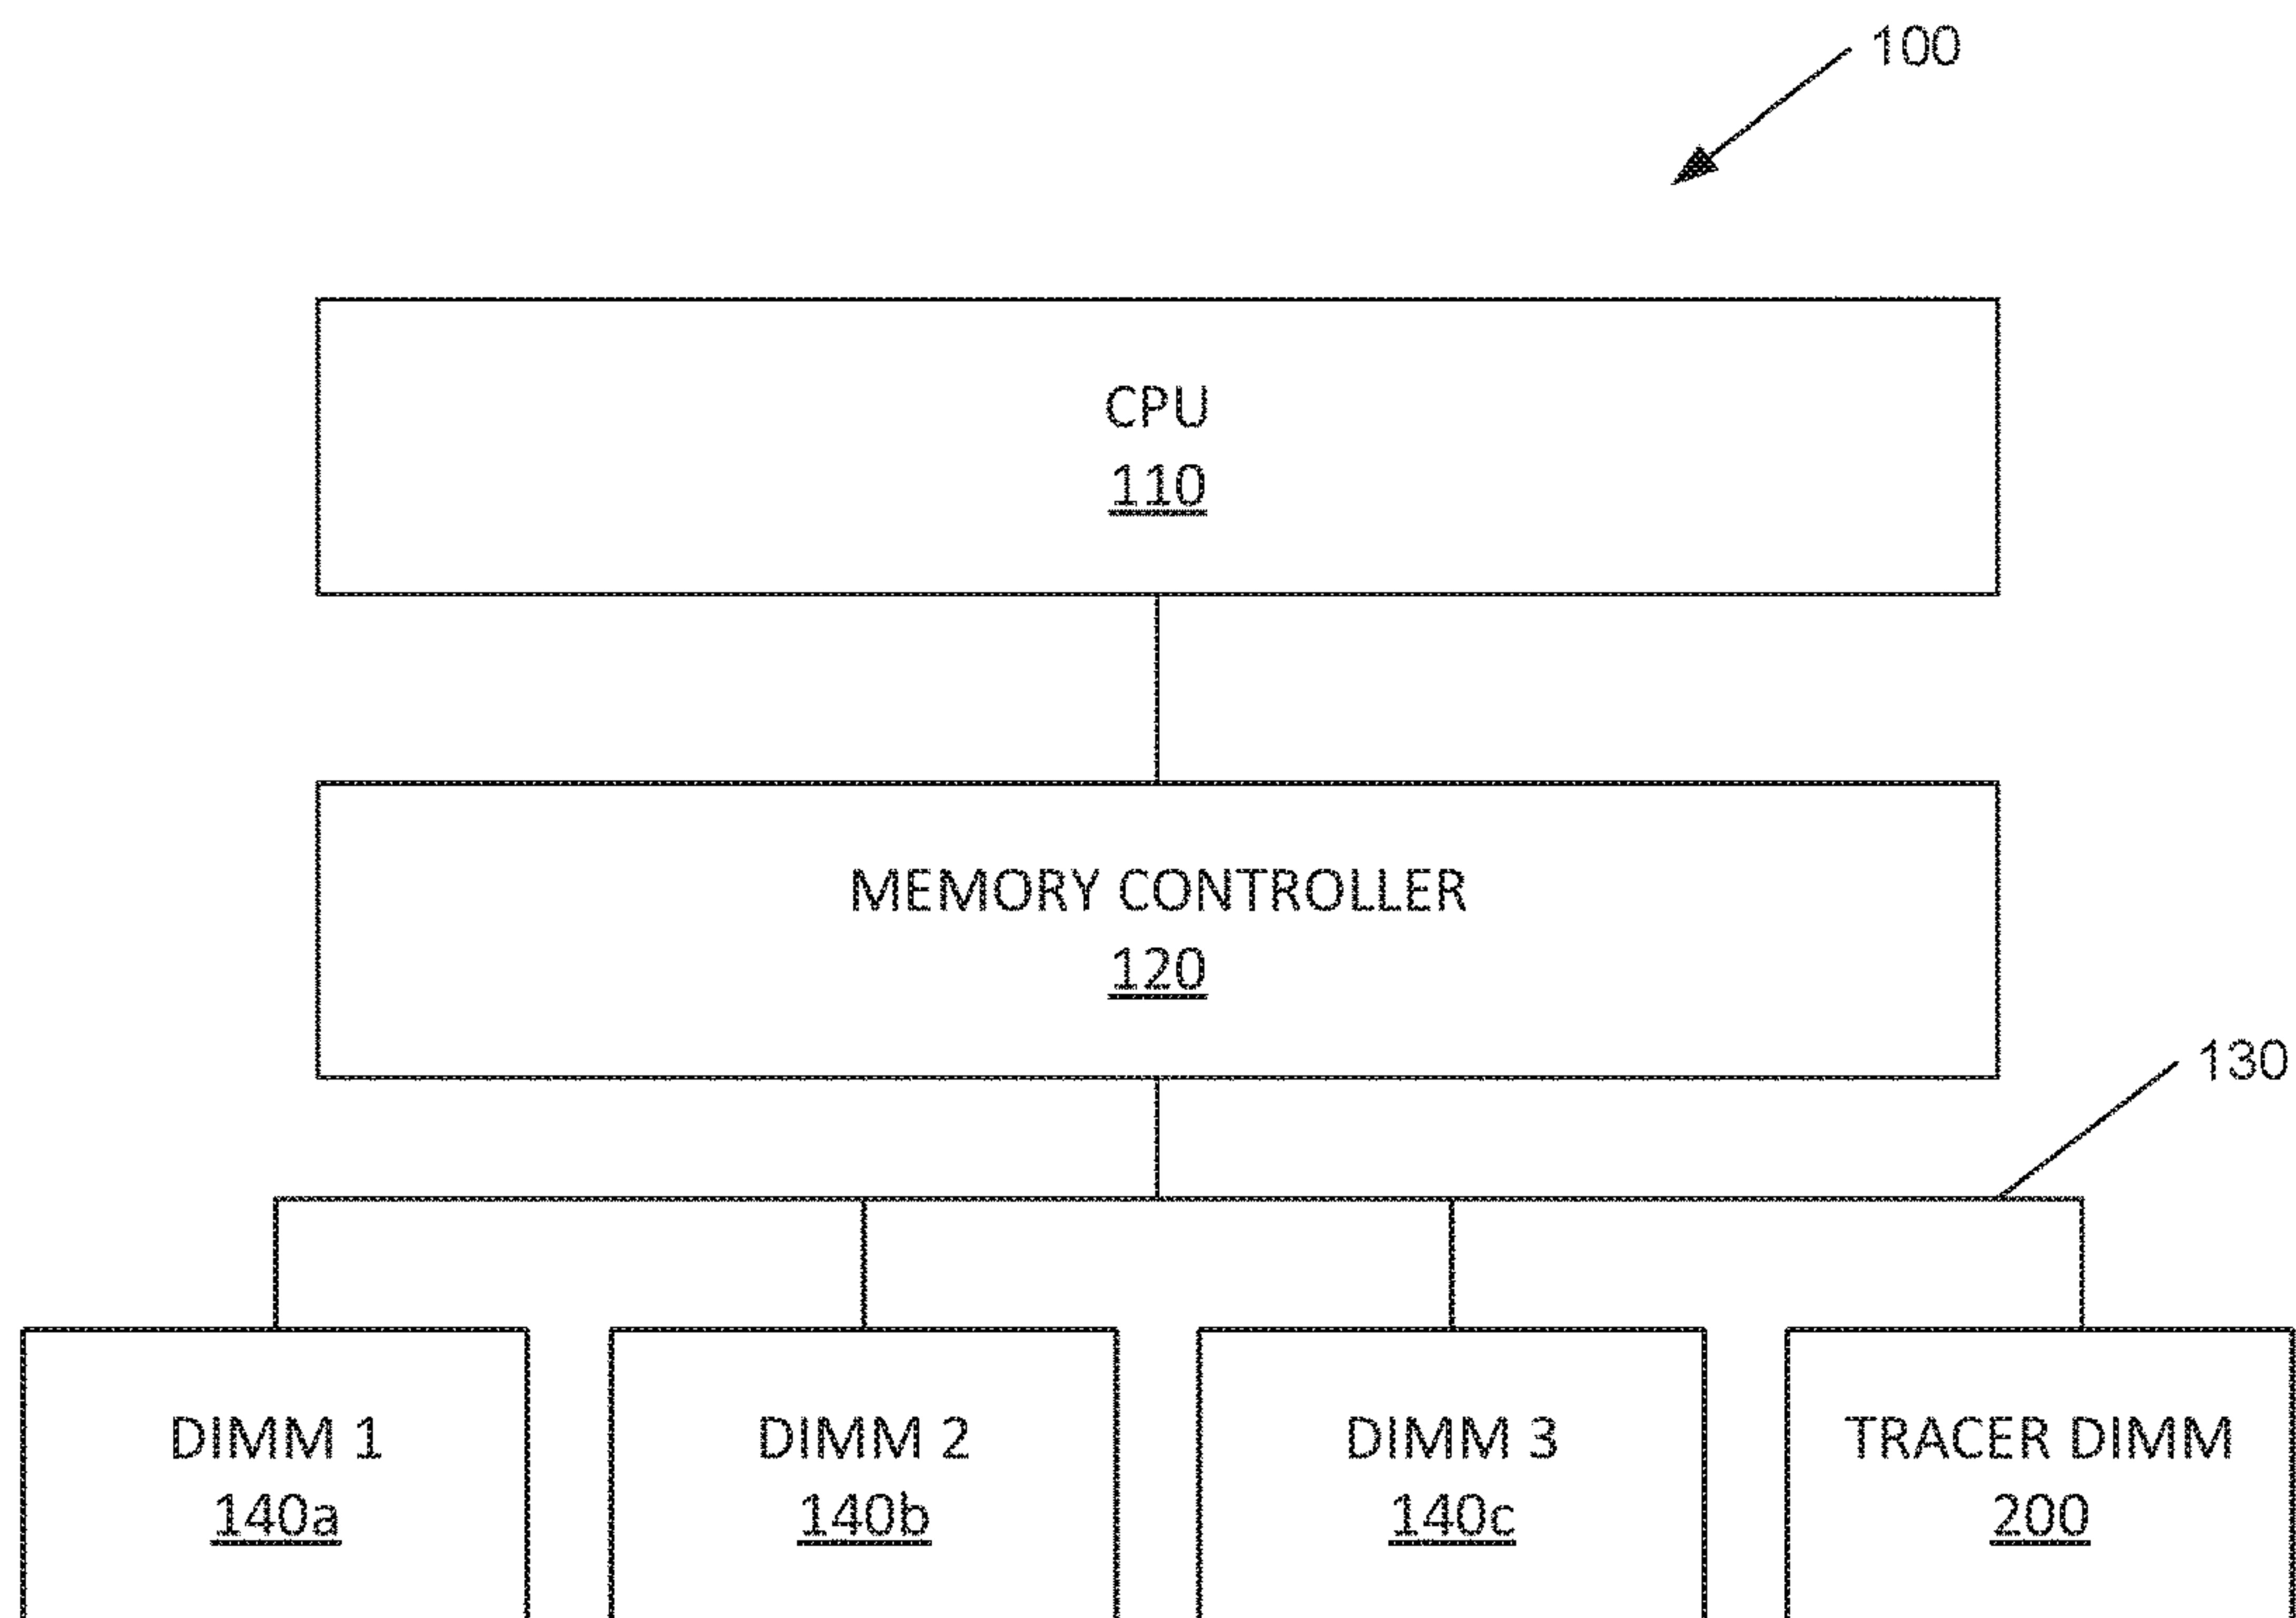 100
CPU
110
MEMORY CONTROLLER
120
130
DIMM 1
140a
DIMM 2
140b
DIMM 3
140c
TRACER DIMM
200